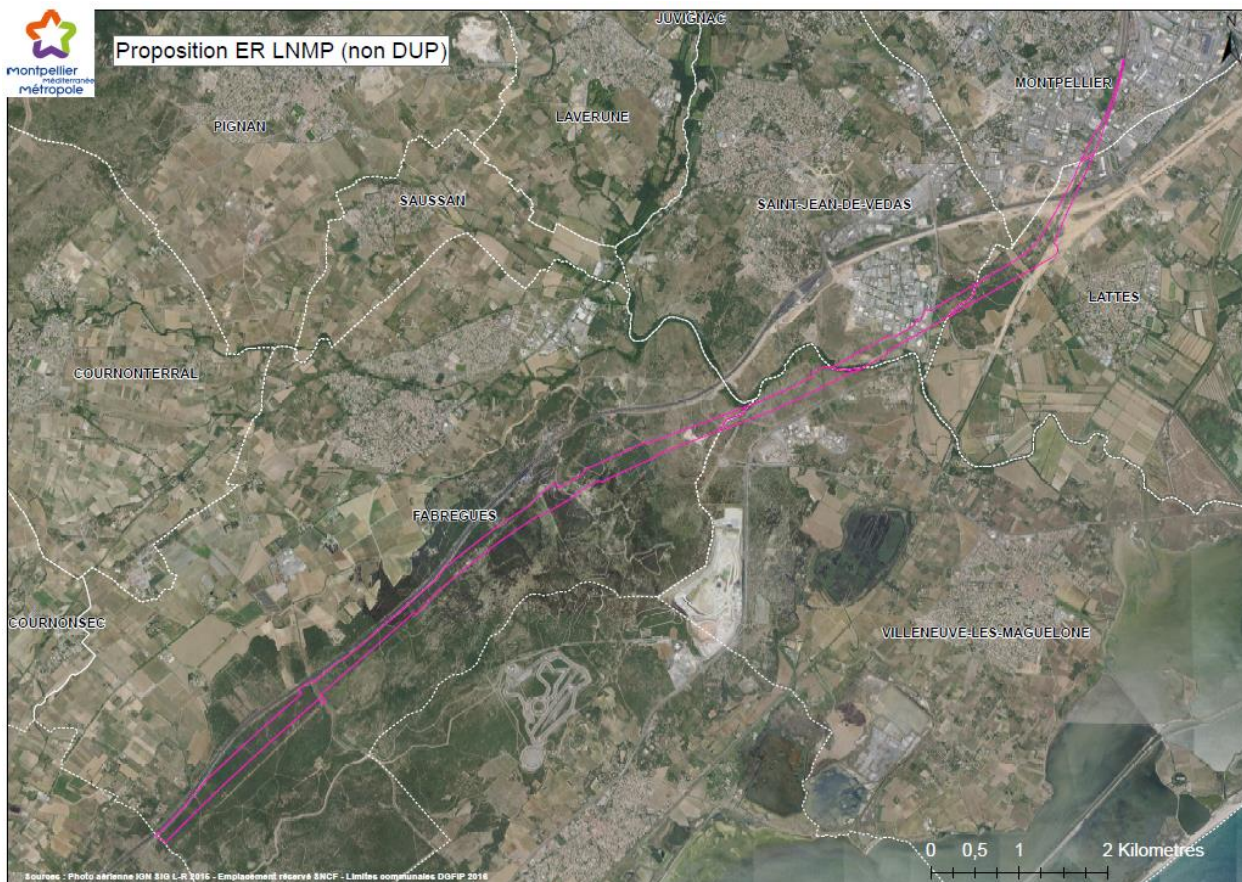 montpellier
méditerranée
métropole
Proposition ER LNMP (non DUP)
N
JUVIGNAC
MONTPELLIER
PIGNAN
LAVERUNE
SAUSSAN
SAINT-JEAN-DE-VEDAS
LATTES
COURNONTERRAL
FABREGUES
COURNONSEC
VILLENEUVE-LES-MAGUELONE
0 0,5 1 2 Kilometres
Sources : Photo aérienne IGN SIG L-R 2015 - Emplacement réservé SNCF - Limites communales DGFIP 2016